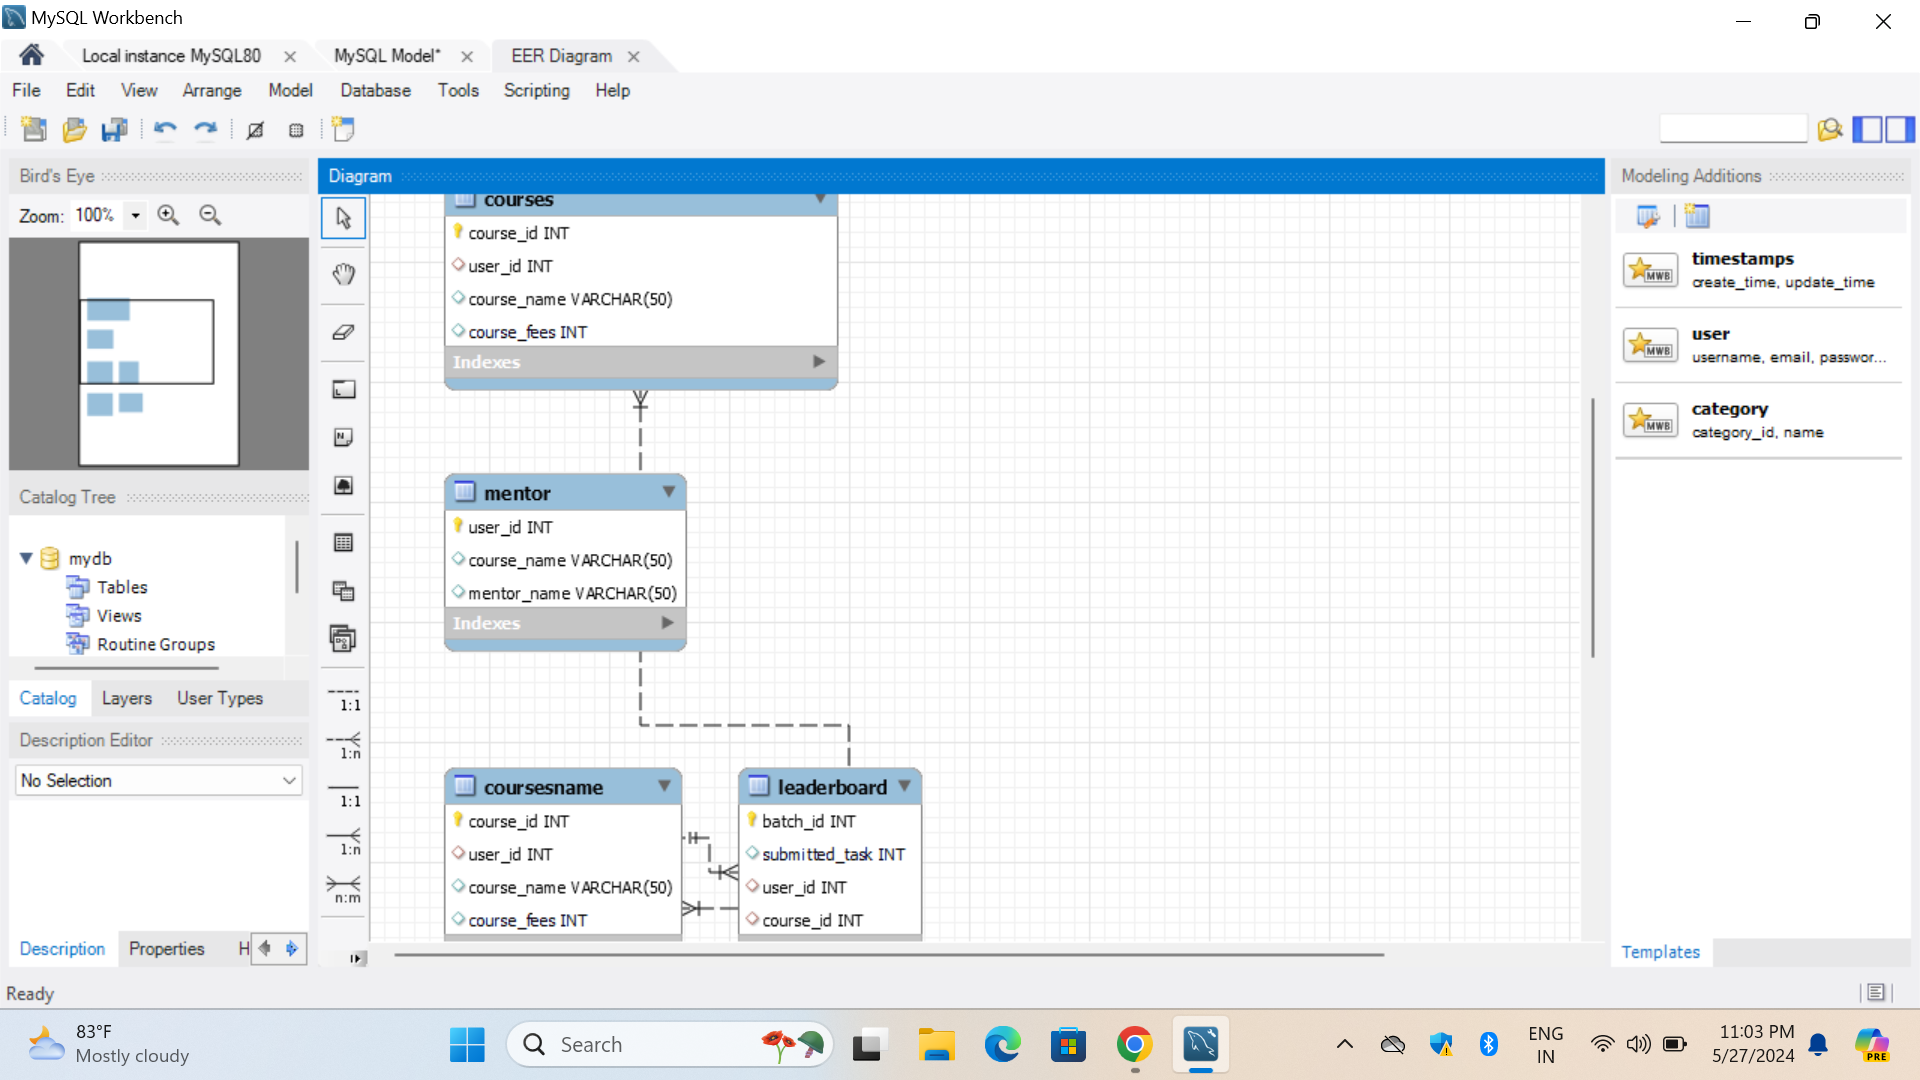 MySQL Workbench
Local instance MySQL80
MySQL Model*
EER Diagram
File Edit View Arrange Model Database Tools Scripting Help
Bird's Eye
Zoom: 100%
Catalog Tree
mydb
Tables
Views
Routine Groups
Catalog Layers User Types
Description Editor
No Selection
Description Properties H
Ready
Diagram
1:1
1:n
1:1
1:n
n:m
courses
course_id INT
user_id INT
course_name VARCHAR(50)
course_fees INT
Indexes
mentor
user_id INT
course_name VARCHAR(50)
mentor_name VARCHAR(50)
Indexes
coursesname
course_id INT
user_id INT
course_name VARCHAR(50)
course_fees INT
leaderboard
batch_id INT
submitted_task INT
user_id INT
course_id INT
Modeling Additions
MWB
timestamps
create_time, update_time
MWB
user
username, email, passwor...
MWB
category
category_id, name
Templates
83°F
Mostly cloudy
Search
ENG
IN
11:03 PM
5/27/2024
PRE